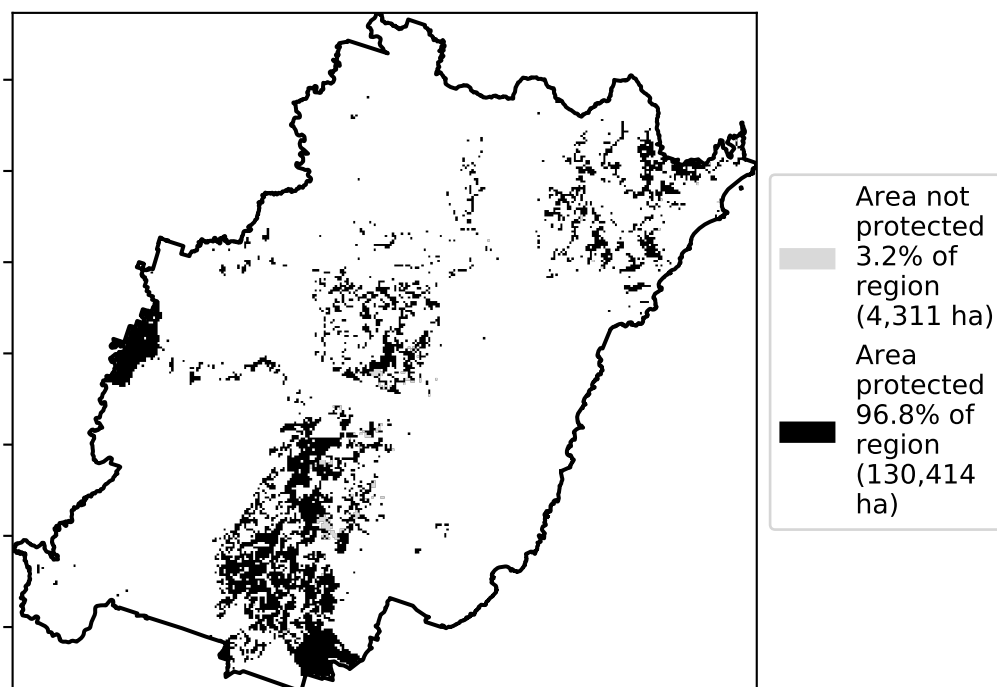 Area not
protected
3.2% of
region
(4,311 ha)
Area
protected
96.8% of
region
(130,414
ha)